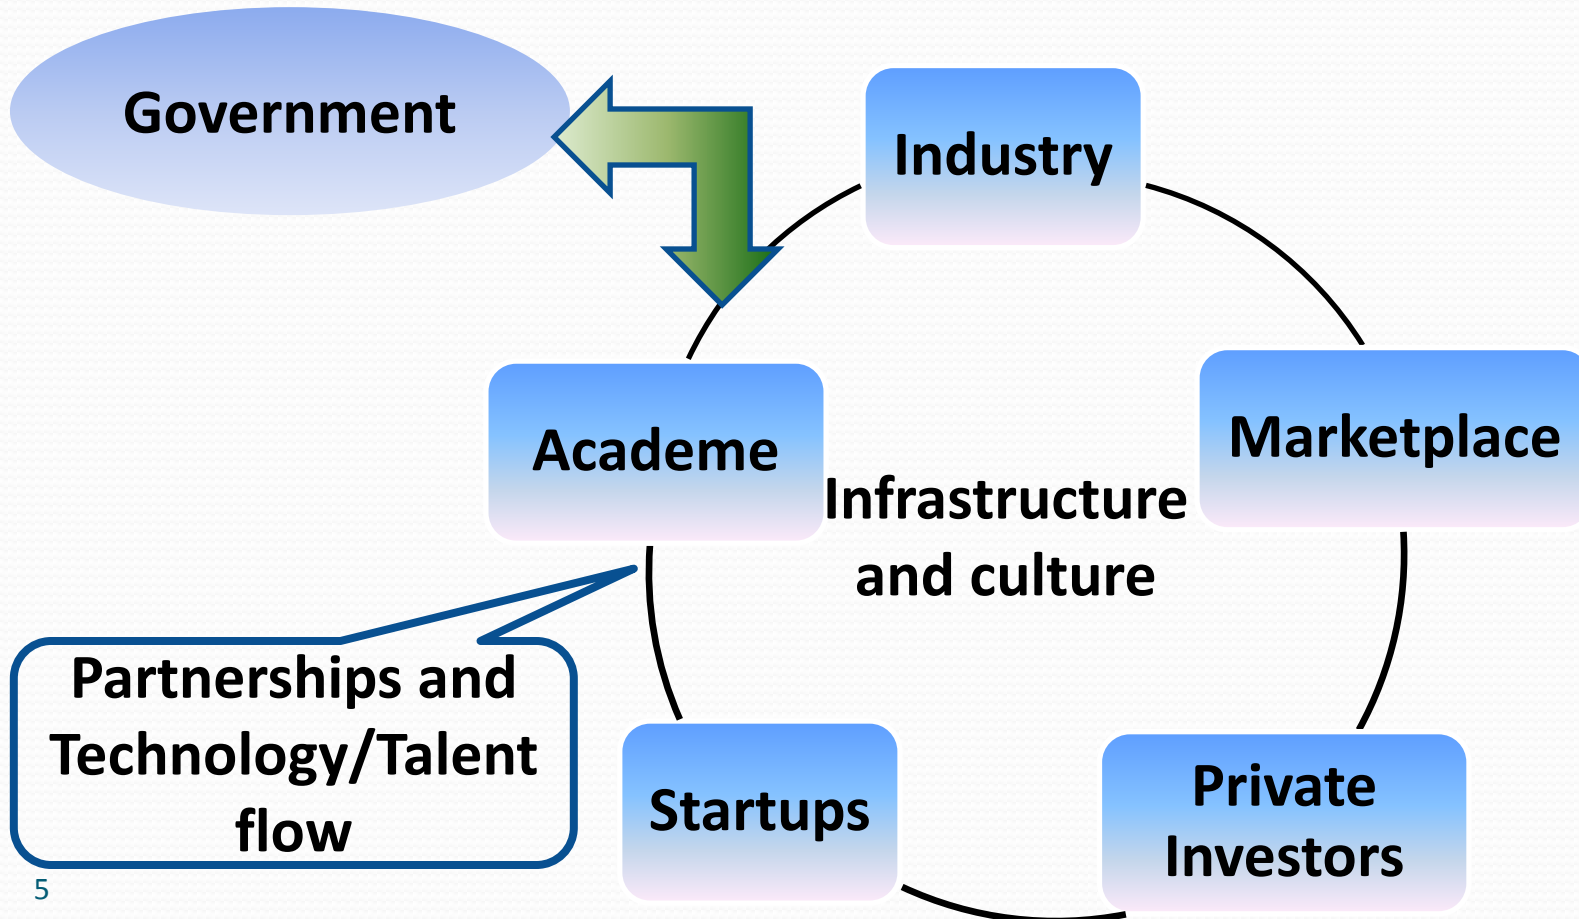 Government
Industry
Academe
Marketplace
Infrastructure
and culture
Partnerships and
Technology/Talent
flow
Startups
Private
Investors
5